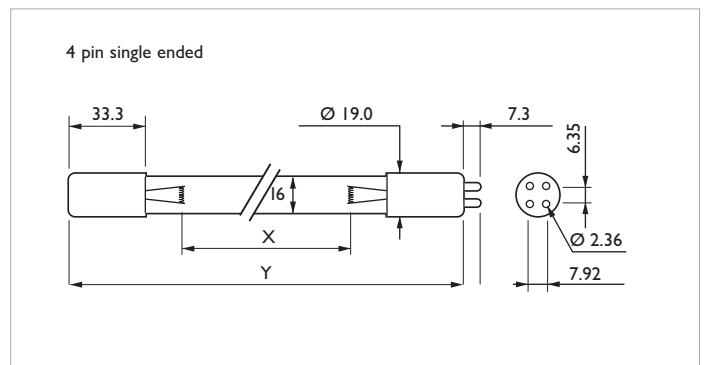 4 pin single ended
33.3
Ø 19.0
7.3
6.35
16
X
Ø 2.36
Y
7.92